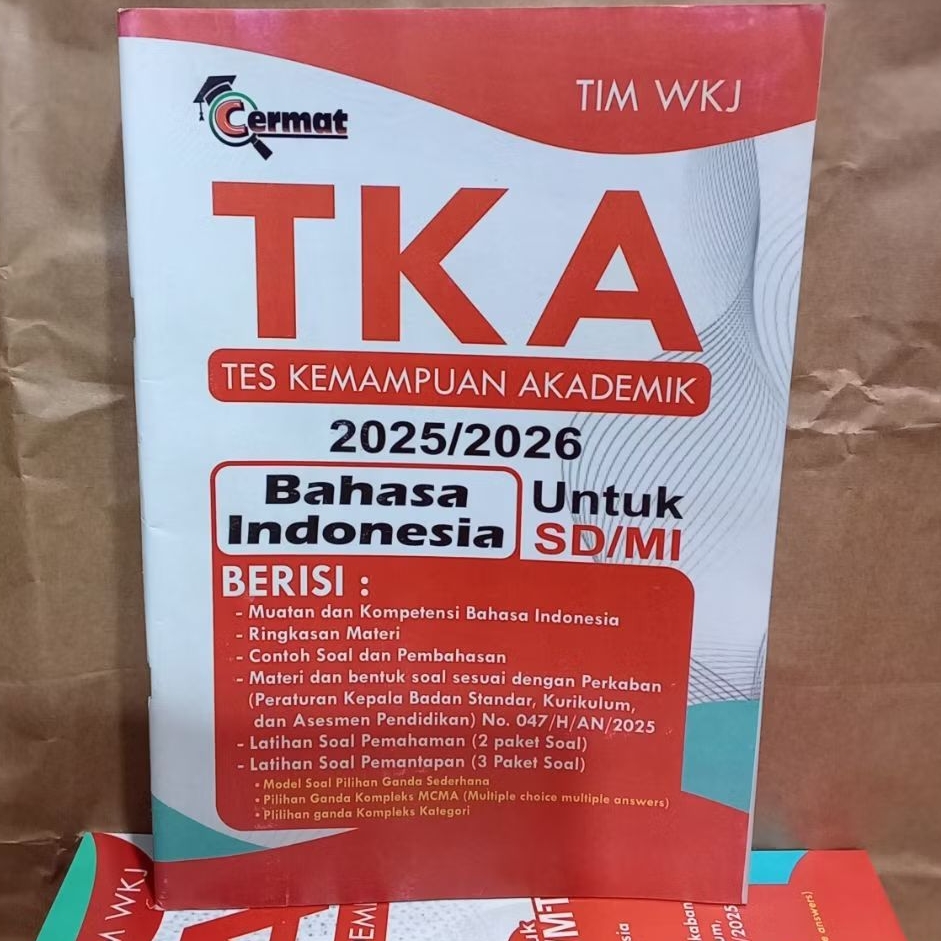 TIM WKJ
Cermat
TKA
TES KEMAMPUAN AKADEMIK
2025/2026
Bahasa
Indonesia
Untuk
SD/MI
BERISI :
- Muatan dan Kompetensi Bahasa Indonesia
- Ringkasan Materi
- Contoh Soal dan Pembahasan
- Materi dan bentuk soal sesuai dengan Perkaban
(Peraturan Kepala Badan Standar, Kurikulum,
dan Asesmen Pendidikan) No. 047/H/AN/2025
- Latihan Soal Pemahaman (2 paket Soal)
- Latihan Soal Pemantapan (3 Paket Soal)
• Model Soal Pilihan Ganda Sederhana
• Pilihan Ganda Kompleks MCMA (Multiple choice multiple answers)
• Plilihan ganda Kompleks Kategori
WKJ
answers)